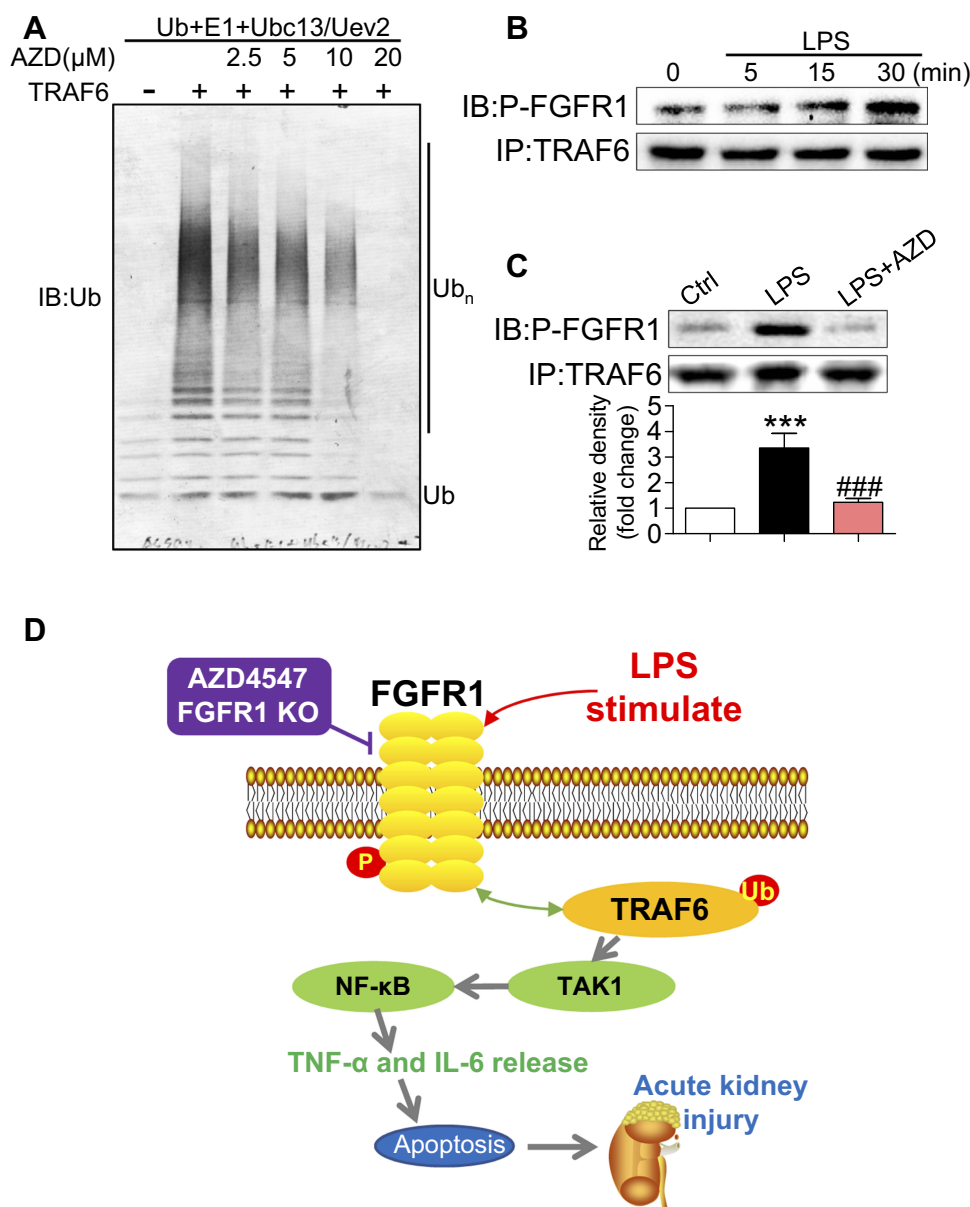 A
Ub+E1+Ubc13/Uev2
AZD(μM) 2.5 5 10 20
TRAF6 - + + + + +
IB:Ub
Ubn
Ub
B
LPS
0 5 15 30 (min)
IB:P-FGFR1
IP:TRAF6
C
Ctrl LPS LPS+AZD
IB:P-FGFR1
IP:TRAF6
Relative density
(fold change)
5
4
3
2
1
0
***
###
D
AZD4547
FGFR1 KO
FGFR1
LPS
stimulate
P
Ub
TRAF6
NF-κB
TAK1
TNF-α and IL-6 release
Apoptosis
Acute kidney
injury